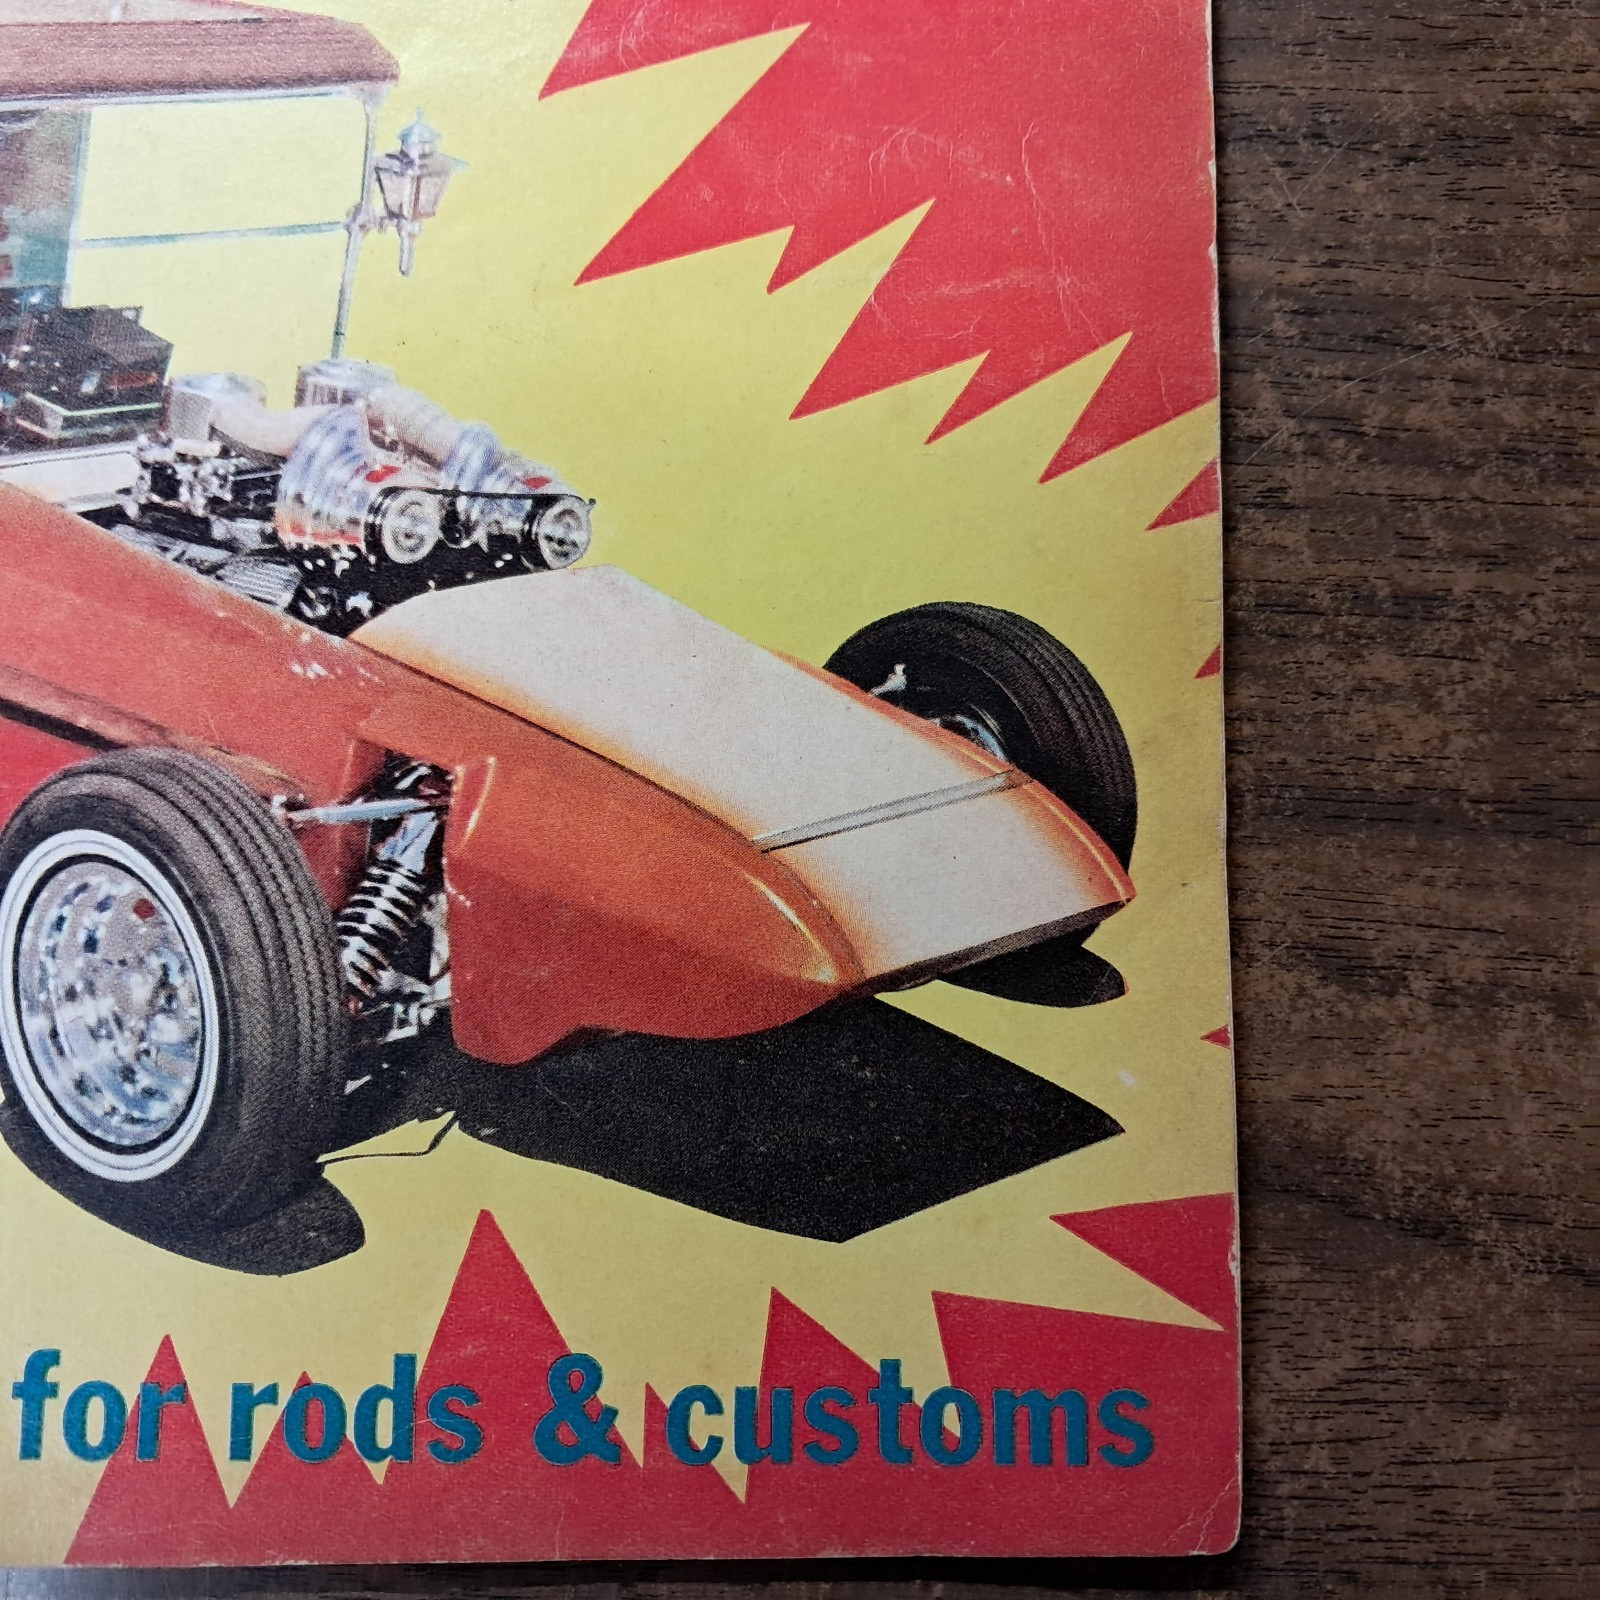 for rods & customs